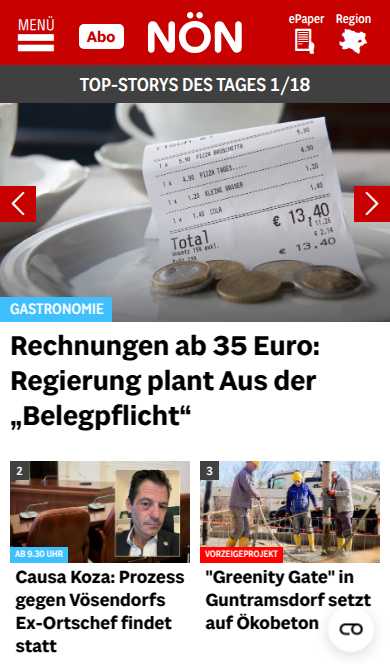 MENÜ
Abo
NÖN
ePaper
Region
TOP-STORYS DES TAGES 1/18
5.90
1 x 5.90 PIZZA BRUSCHETTA
4.90
1 x 4.90 PIZZA TAGES
1.20
1 x 1.20 KLEINE WASSER
1.40
1 x 1.40 COLA
€ 13,40
Total
€ 2.14
€ 13.40
GASTRONOMIE
Rechnungen ab 35 Euro:
Regierung plant Aus der
„Belegpflicht“
2
AB 9.30 UHR
Causa Koza: Prozess
gegen Vösendorfs
Ex-Ortschef findet
statt
3
VORZEIGEPROJEKT
"Greenity Gate" in
Guntramsdorf setzt
auf Ökobeton